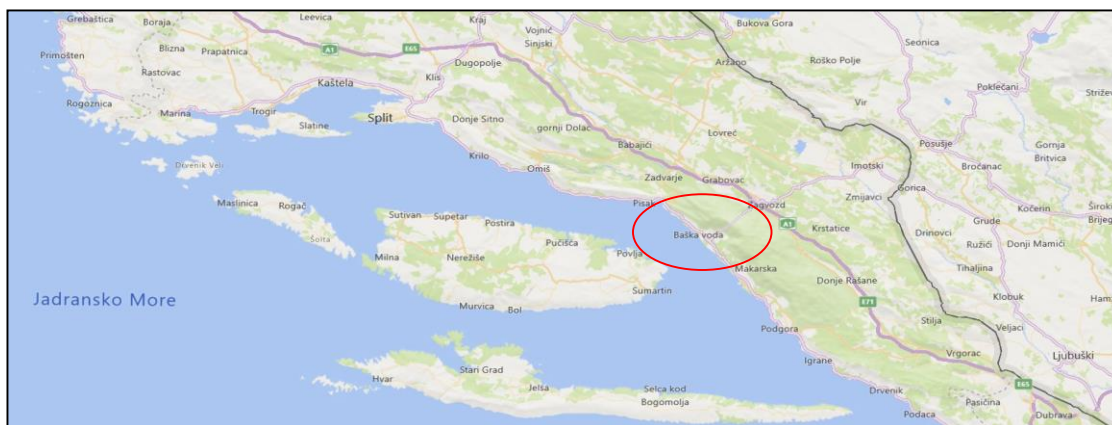 Grebaštica
Boraja
Leevica
Kraj
Vojnić
Sinjski
Bukova Gora
Seonica
Primošten
Blizna
Prapatnica
A1
E65
Dugopolje
Aržano
Roško Polje
Poklečani
Rastovac
Kaštela
Klis
Vir
Rogoznica
Marina
Trogir
Slatine
Split
Donje Sitno
gornji Dolac
Lovreć
Posušje
Gornja
Britvica
Babajići
Krilo
Omiš
Zadvarje
Grabovac
Imotski
Bročanac
Drvenik Veli
Zmijavci
Gorica
Maslinica
Rogač
Sutivan
Supetar
Postira
Pisak
Zagvozd
Kočerin
Široki
Brijeg
Šolta
Pučišća
Baška voda
A1
Krstatice
Drinovci
Grude
Ružići
Donji Mamići
Milna
Nerežiše
Povlja
Makarska
Donje Rašane
Tihaljina
Jadransko More
Murvica
Bol
Sumartin
E71
Klobuk
Podgora
Stilja
Veljaci
Hvar
Stari Grad
Jelsa
Selca kod
Bogomolja
Igrane
Vrgorac
Ljubuški
Drvenik
Podaca
Pasičina
E65
Dubrava